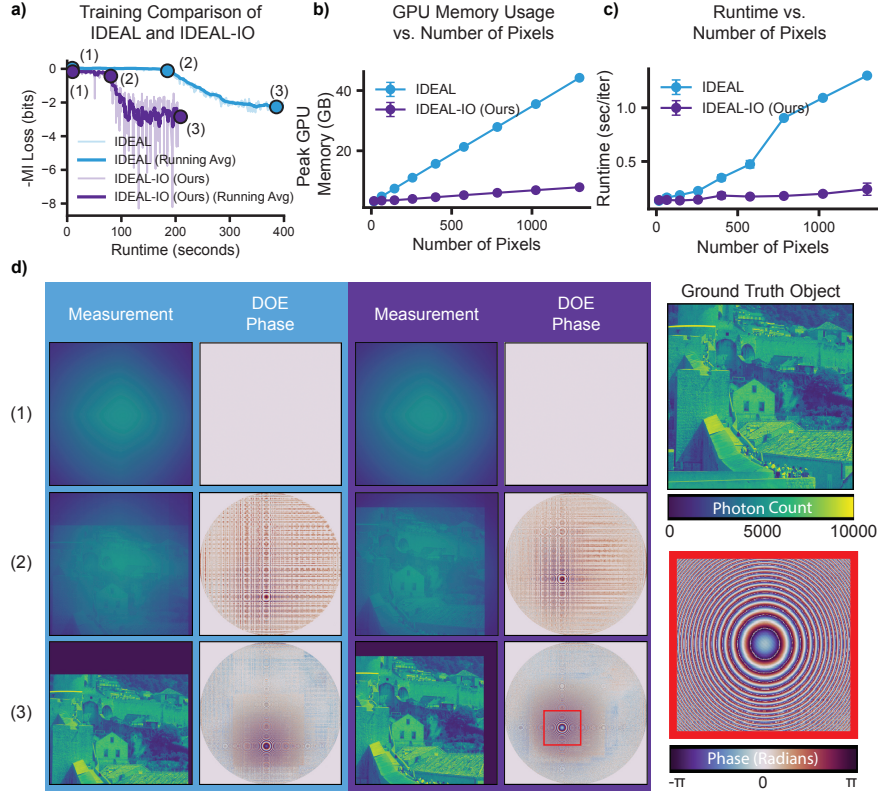 a)
Training Comparison of
IDEAL and IDEAL-IO
(1)
(2)
(3)
(1)
(2)
(3)
0
−2
−4
−6
−8
-MI Loss (bits)
IDEAL
IDEAL (Running Avg)
IDEAL-IO (Ours)
IDEAL-IO (Ours) (Running Avg)
0 100 200 300 400
Runtime (seconds)
b)
GPU Memory Usage
vs. Number of Pixels
IDEAL
IDEAL-IO (Ours)
40
20
Peak GPU
Memory (GB)
0 500 1000
Number of Pixels
c)
Runtime vs.
Number of Pixels
IDEAL
IDEAL-IO (Ours)
1.0
0.5
Runtime (sec/iter)
0 500 1000
Number of Pixels
d)
Measurement
DOE
Phase
Measurement
DOE
Phase
(1)
(2)
(3)
Ground Truth Object
Photon Count
0 5000 10000
Phase (Radians)
-π 0 π